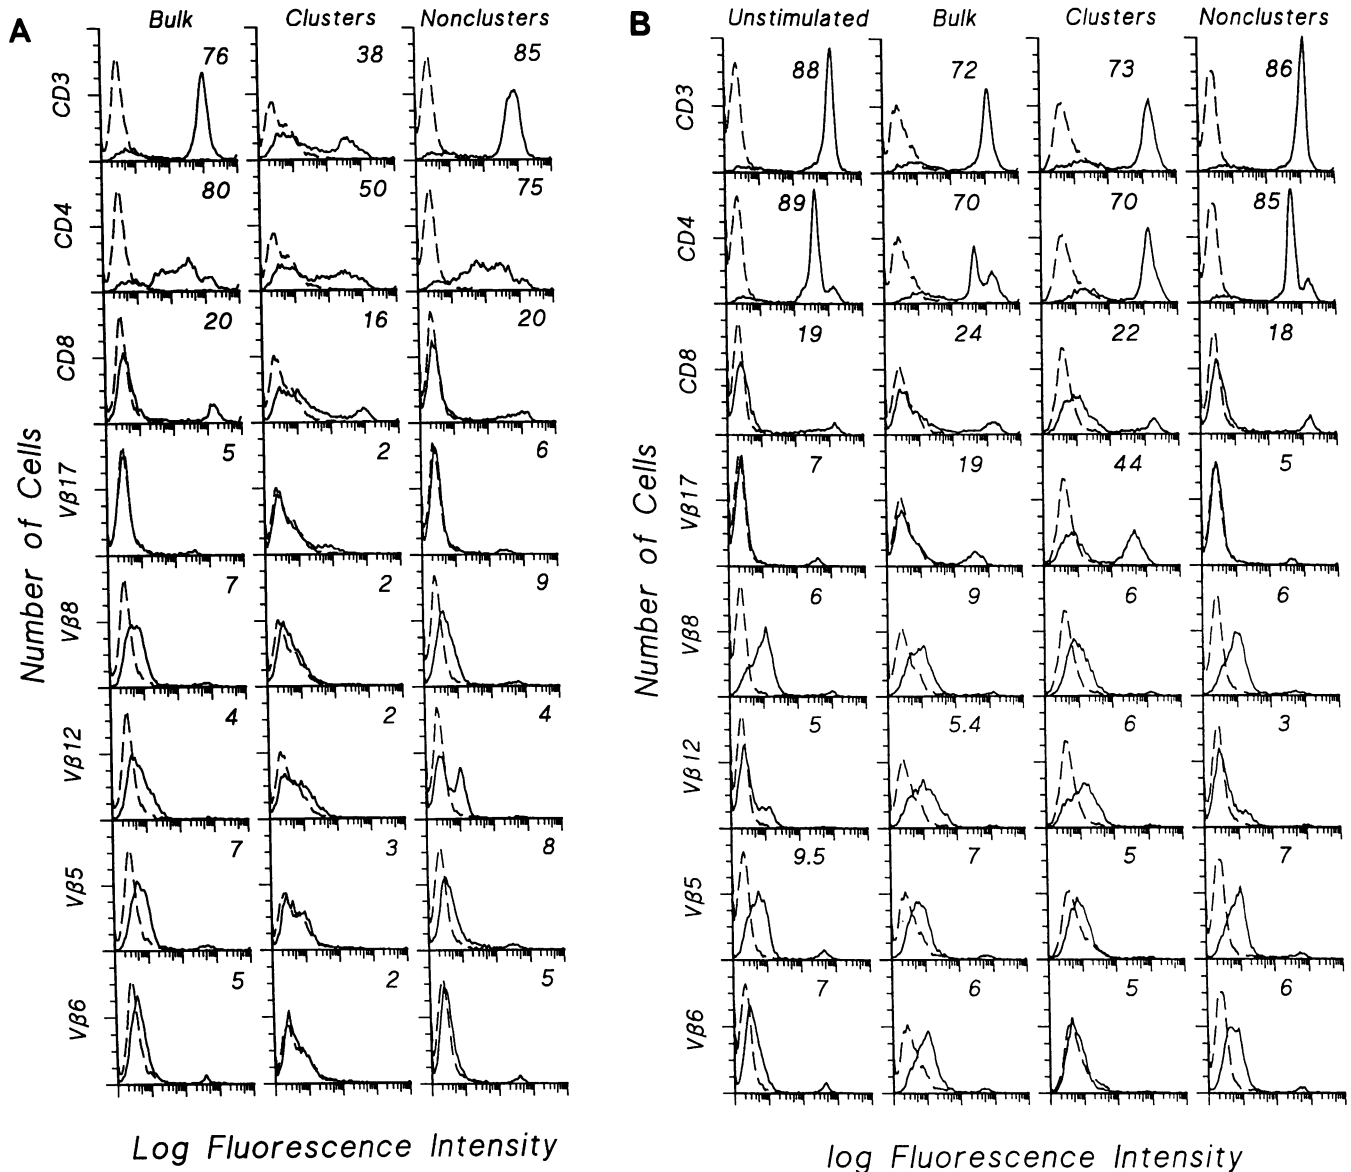 A
Bulk Clusters Nonclusters
CD3 76 38 85
CD4 80 50 75
CD8 20 16 20
Vβ17 5 2 6
Vβ8 7 2 9
Vβ12 4 2 4
Vβ5 7 3 8
Vβ6 5 2 5
Number of Cells
Log Fluorescence Intensity
B
Unstimulated Bulk Clusters Nonclusters
CD3 88 72 73 86
CD4 89 70 70 85
CD8 19 24 22 18
Vβ17 7 19 44 5
Vβ8 6 9 6 6
Vβ12 5 5.4 6 3
Vβ5 9.5 7 5 7
Vβ6 7 6 5 6
Number of Cells
log Fluorescence Intensity